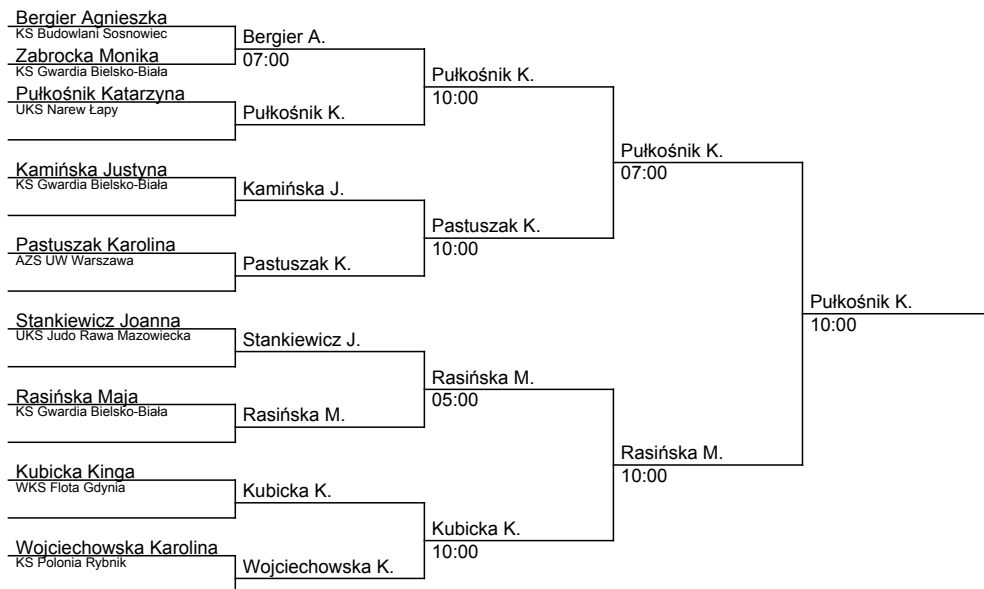 Bergier Agnieszka
KS Budowlani Sosnowiec
Zabrocka Monika
KS Gwardia Bielsko-Biała
Pułkośnik Katarzyna
UKS Narew Łapy
Kamińska Justyna
KS Gwardia Bielsko-Biała
Pastuszak Karolina
AZS UW Warszawa
Stankiewicz Joanna
UKS Judo Rawa Mazowiecka
Rasińska Maja
KS Gwardia Bielsko-Biała
Kubicka Kinga
WKS Flota Gdynia
Wojciechowska Karolina
KS Polonia Rybnik
Bergier A.
07:00
Pułkośnik K.
Kamińska J.
Pastuszak K.
Stankiewicz J.
Rasińska M.
Kubicka K.
Wojciechowska K.
Pułkośnik K.
10:00
Pastuszak K.
10:00
Rasińska M.
05:00
Kubicka K.
10:00
Pułkośnik K.
07:00
Rasińska M.
10:00
Pułkośnik K.
10:00